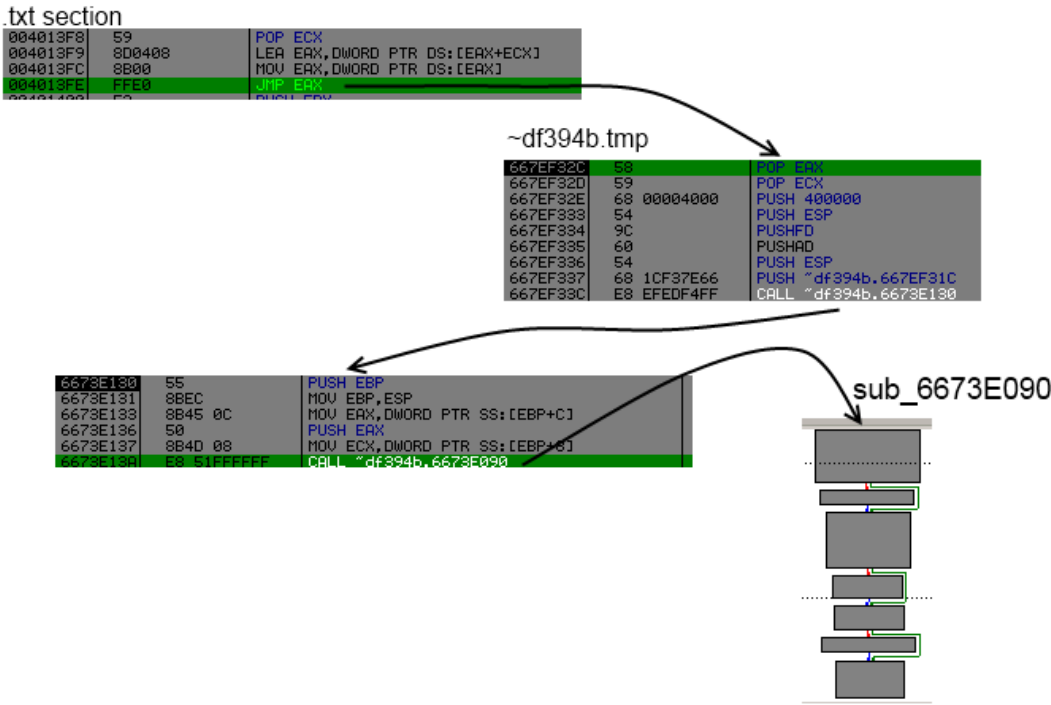 .txt section
004013F8 59 POP ECX
004013F9 8D0408 LEA EAX,DWORD PTR DS:[EAX+ECX]
004013FC 8B00 MOV EAX,DWORD PTR DS:[EAX]
004013FE FFE0 JMP EAX
~df394b.tmp
667EF32C 58 POP EAX
667EF32D 59 POP ECX
667EF32E 68 00004000 PUSH 400000
667EF333 54 PUSH ESP
667EF334 9C PUSHFD
667EF335 60 PUSHAD
667EF336 54 PUSH ESP
667EF337 68 1CF37E66 PUSH ~df394b.667EF31C
667EF33C E8 EFEDF4FF CALL ~df394b.6673E130
6673E130 55 PUSH EBP
6673E131 8BEC MOV EBP,ESP
6673E133 8B45 0C MOV EAX,DWORD PTR SS:[EBP+C]
6673E136 50 PUSH EAX
6673E137 8B4D 08 MOV ECX,DWORD PTR SS:[EBP+8]
6673E13A E8 51FFFFFF CALL ~df394b.6673E090
sub_6673E090